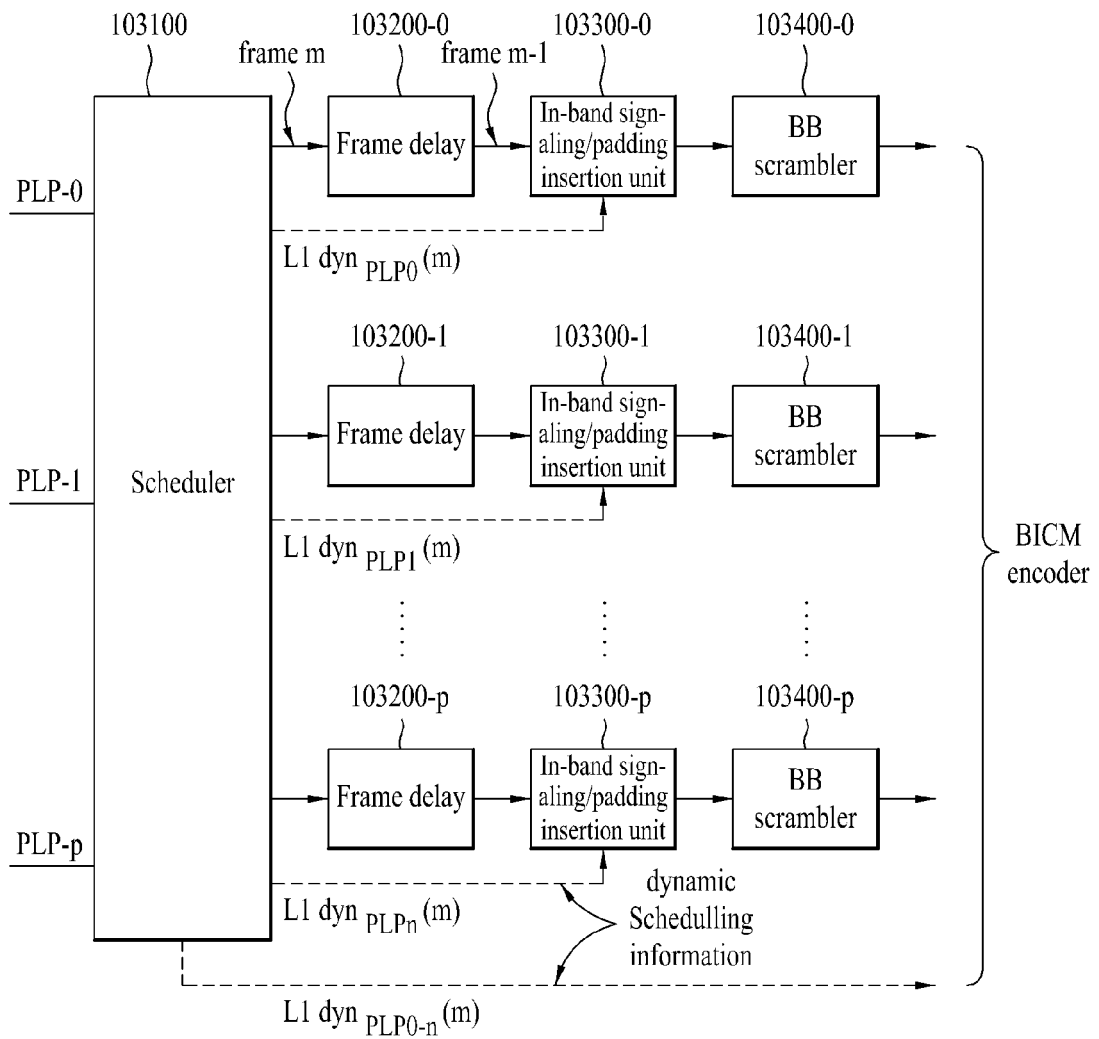 103100
103200-0
103300-0
103400-0
frame m
frame m-1
Frame delay
In-band sign-
aling/padding
insertion unit
BB
scrambler
PLP-0
L1 dyn PLP0 (m)
103200-1
103300-1
103400-1
Frame delay
In-band sign-
aling/padding
insertion unit
BB
scrambler
PLP-1
Scheduler
L1 dyn PLP1 (m)
BICM
encoder
103200-p
103300-p
103400-p
Frame delay
In-band sign-
aling/padding
insertion unit
BB
scrambler
PLP-p
L1 dyn PLPn (m)
dynamic
Schedulling
information
L1 dyn PLP0-n (m)